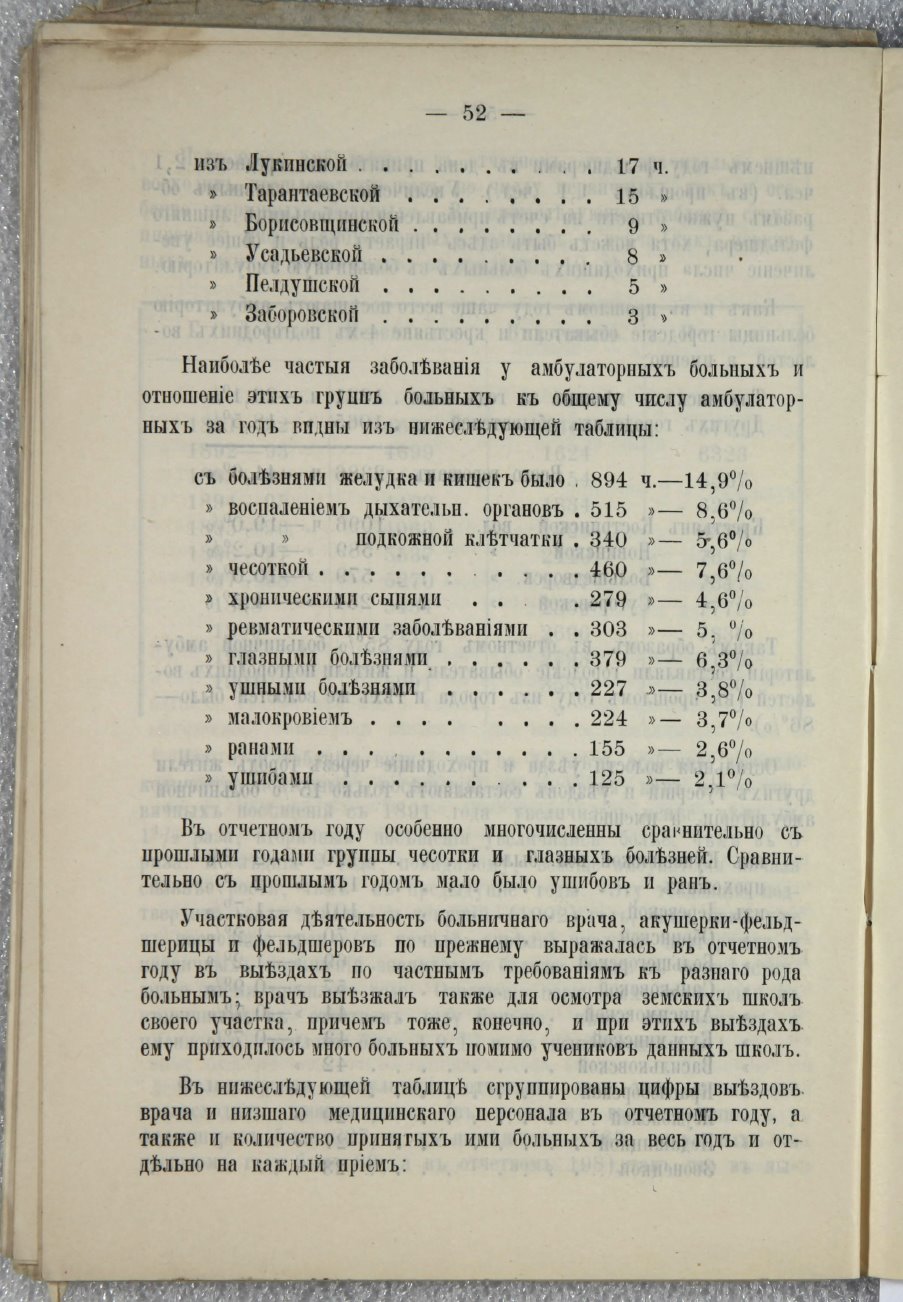 — 52 —
изъ Лукинской . . . . . . . . . . 17 ч.
» Тарантаевской . . . . . . . . 15 »
» Борисовщинской . . . . . . . . 9 »
» Усадьевской . . . . . . . . . 8 »
» Пелдушской . . . . . . . . . 5 »
» Заборовской . . . . . . . . . 3 »
Наиболѣе частыя заболѣванія у амбулаторныхъ больныхъ и
отношеніе этихъ группъ больныхъ къ общему числу амбулатор-
ныхъ за годъ видны изъ нижеслѣдующей таблицы:
съ болѣзнями желудка и кишекъ было . 894 ч.—14,9%
» воспаленіемъ дыхательн. органовъ . 515 »— 8,6%
» » подкожной клѣтчатки . 340 »— 5,6%
» чесоткой . . . . . . . . . . . 460 »— 7,6%
» хроническими сыпями . . . . 279 »— 4,6%
» ревматическими заболѣваніями . . 303 »— 5, %
» глазными болѣзнями . . . . . . 379 »— 6,3%
» ушными болѣзнями . . . . . . 227 »— 3,8%
» малокровіемъ . . . . . . . . 224 »— 3,7%
» ранами . . . . . . . . . . . 155 »— 2,6%
» ушибами . . . . . . . . . . 125 »— 2,1%
Въ отчетномъ году особенно многочисленны сравнительно съ
прошлыми годами группы чесотки и глазныхъ болѣзней. Сравни-
тельно съ прошлымъ годомъ мало было ушибовъ и ранъ.
Участковая дѣятельность больничнаго врача, акушерки-фельд-
шерицы и фельдшеровъ по прежнему выражалась въ отчетномъ
году въ выѣздахъ по частнымъ требованіямъ къ разнаго рода
больнымъ; врачъ выѣзжалъ также для осмотра земскихъ школъ
своего участка, причемъ тоже, конечно, и при этихъ выѣздахъ
ему приходилось много больныхъ помимо учениковъ данныхъ школъ.
Въ нижеслѣдующей таблицѣ сгруппированы цифры выѣздовъ
врача и низшаго медицинскаго персонала въ отчетномъ году, а
также и количество принятыхъ ими больныхъ за весь годъ и от-
дѣльно на каждый пріемъ: